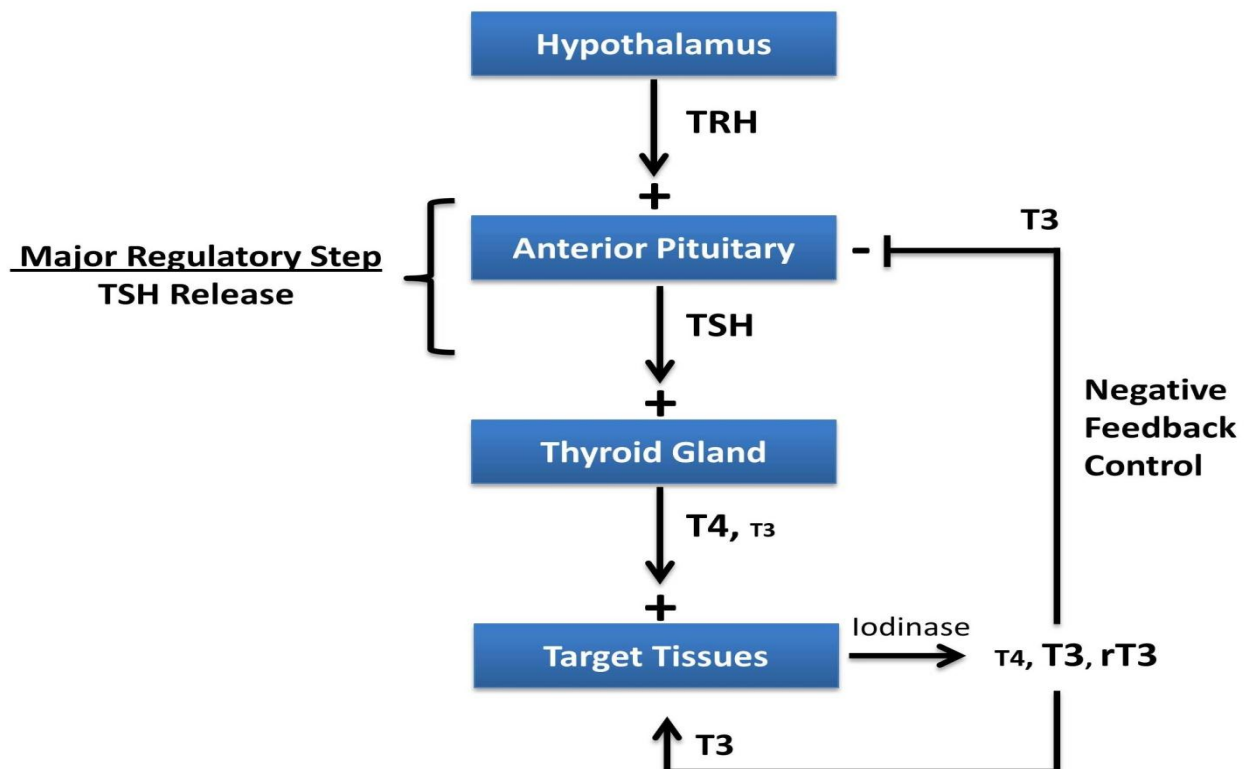 Hypothalamus
TRH
+
T3
Anterior Pituitary
-
Major Regulatory Step
TSH Release
TSH
+
Negative
Feedback
Control
Thyroid Gland
T4, T3
+
Iodinase
Target Tissues
T4, T3, rT3
T3